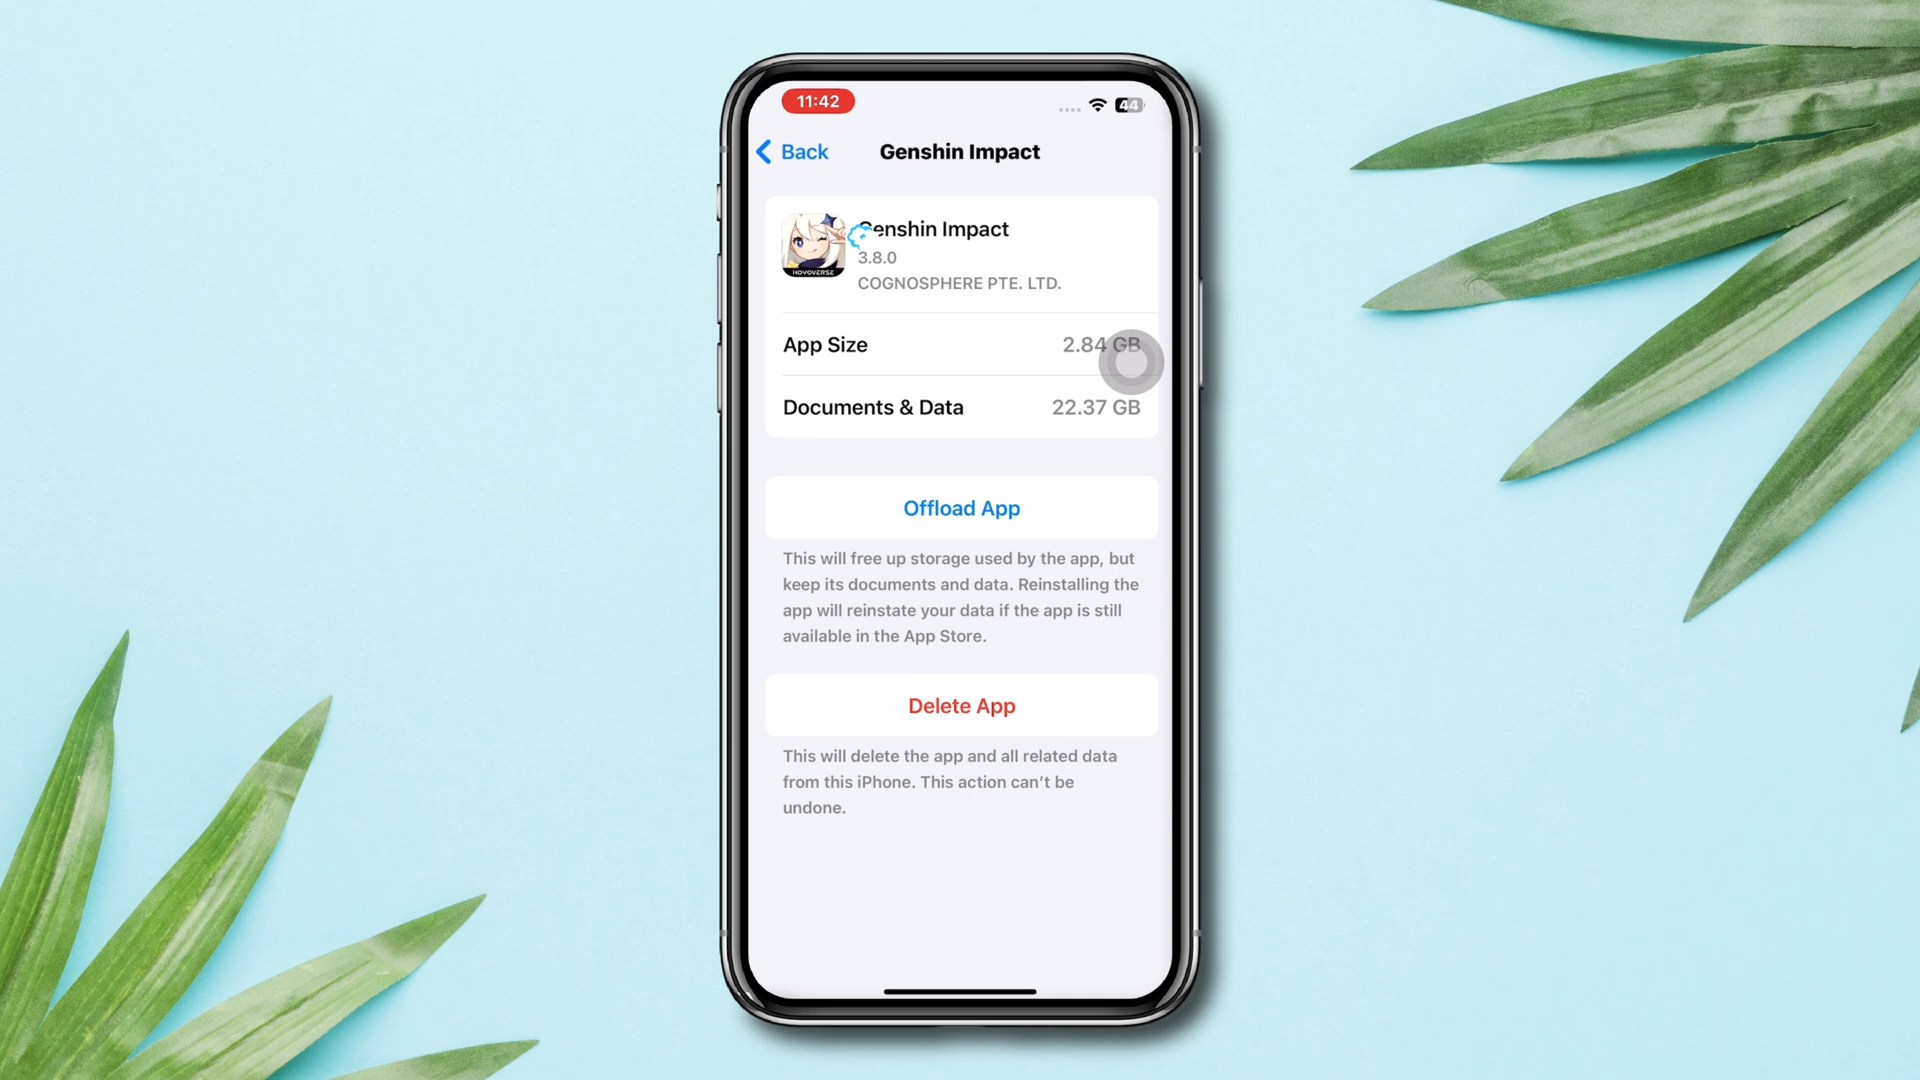 11:42
44
Back
Genshin Impact
Genshin Impact
HOYOVERSE
3.8.0
COGNOSPHERE PTE. LTD.
App Size 2.84 GB
Documents & Data 22.37 GB
Offload App
This will free up storage used by the app, but
keep its documents and data. Reinstalling the
app will reinstate your data if the app is still
available in the App Store.
Delete App
This will delete the app and all related data
from this iPhone. This action can't be
undone.